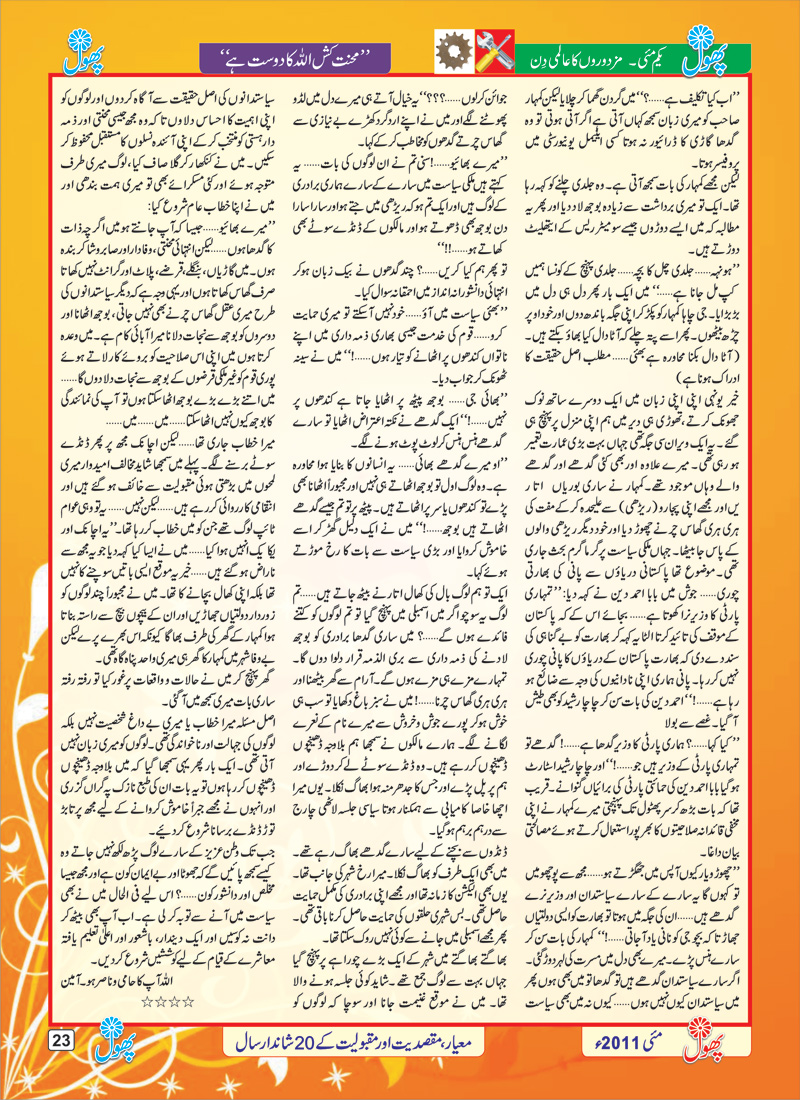 پھول
یکم مئی۔ مزدوروں کا عالمی دِن
’’محنت کش اللہ کا دوست ہے‘‘
پھول
’’اب کیا تکلیف ہے......؟‘‘ میں گردن گھما کر چلایا لیکن کمہار
صاحب کو میری زبان سمجھ کہاں آتی ہے اگر آتی ہوتی تو وہ
گدھا گاڑی کا ڈرائیور نہ ہوتا کسی اینیمل یونیورسٹی میں
پروفیسر ہوتا۔
لیکن مجھے کمہار کی بات سمجھ آتی ہے۔ وہ جلدی چلنے کو کہہ رہا
تھا۔ ایک تو میری برداشت سے زیادہ بوجھ لاد دیا اور پھر یہ
مطالبہ کہ میں ایسے دوڑوں جیسے سو میٹر ریس کے ایتھلیٹ
دوڑتے ہیں۔
’’ہونہہ......جلدی چل کا بچہ......جلدی پہنچ کے کونسا ہمیں
کپ مل جانا ہے......‘‘ میں ایک بار پھر دل ہی دل میں
بڑبڑایا۔ جی چاہا کمہار کو پکڑ کر اپنی جگہ باندھ دوں اور خود اوپر
چڑھ بیٹھوں۔ پھر اسے پتہ چلے کہ آٹا دال کیا بھاؤ بکتے ہیں۔
(آٹا دال بکنا محاورہ ہے بھئی......مطلب اصل حقیقت کا
ادراک ہونا ہے)
خیر یونہی اپنی اپنی زبان میں ایک دوسرے ساتھ نوک
جھونک کرتے، تھوڑی ہی دیر میں ہم اپنی منزل پر پہنچ ہی
گئے۔ یہ ایک ویران سی جگہ تھی جہاں بہت بڑی عمارت تعمیر
ہو رہی تھی۔ میرے علاوہ اور بھی کئی گدھے اور گدھے
والے وہاں موجود تھے۔ کمہار نے ساری بوریاں اتار
یں اور مجھے اپنی پجارو (ریڑھی) سے علیحدہ کر کے مفت کی
ہری ہری گھاس چرنے چھوڑ دیا اور خود دیگر ریڑھی والوں
کے پاس جا بیٹھا۔ جہاں ملکی سیاست پر گرما گرم بحث جاری
تھی۔ موضوع تھا پاکستانی دریاؤں سے پانی کی بھارتی
چوری......جوش میں بابا احمد دین نے کہہ دیا: ’’تمہاری
پارٹی کا وزیر نرا کھوتا ہے......بجائے اس کے کہ پاکستان
کے موقف کی تائید کرتا الٹا یہ کہہ کر بھارت کو بے گناہی کی
سند دے دی کہ بھارت پاکستان کے دریاؤں کا پانی چوری
نہیں کر رہا۔ پانی ہماری اپنی نادانیوں کی وجہ سے ضائع ہو
رہا ہے......!‘‘ احمد دین کی بات سن کر چاچا رشید کو بھی طیش
آ گیا۔ غصے سے بولا
’’کیا کہا......؟ ہماری پارٹی کا وزیر گدھا ہے......! گدھے تو
تمہاری پارٹی کے وزیر ہیں جو......!‘‘ اور چاچا رشید اسٹارٹ
ہو گیا بابا احمد دین کی حمائتی پارٹی کی برائیاں گنوانے۔ قریب
تھا کہ بات بڑھ کر سر پھٹول تک پہنچتی میرے کمہار نے اپنی
مخفی قائدانہ صلاحیتوں کا بھرپور استعمال کرتے ہوئے مصالحتی
بیان داغا۔
’’چھوڑو یار کیوں آپس میں جھگڑتے ہو......مجھ سے پوچھو میں
تو کہوں گا یہ سارے کے سارے سیاستدان اور وزیر نرے
گدھے ہیں......ان کی جگہ میں ہوتا تو بھارت کو ایسی دولتیاں
جھاڑتا کہ بچو جی کو نانی یاد آ جاتی......!‘‘ کمہار کی بات سن کر
سارے ہنس پڑے۔ میرے بھی دل میں مسرت کی لہر دوڑ گئی۔
اگر سارے سیاستدان گدھے ہیں تو گدھا تو میں بھی ہوں پھر
میں سیاستدان کیوں نہیں ہوں......کیوں نہ میں بھی سیاست
جوائن کر لوں......؟؟؟‘‘ یہ خیال آتے ہی میرے دل میں لڈو
پھوٹنے لگے اور میں نے اپنے ارد گرد کھڑے بے نیازی سے
گھاس چرتے گدھوں کو مخاطب کر کے کہا۔
’’میرے بھائیو......! سنی تم نے ان لوگوں کی بات...... یہ
کہتے ہیں ملکی سیاست میں سارے کے سارے ہماری برادری
کے لوگ ہیں اور ایک تم ہو کہ ریڑھی میں جتے ہو اور سارا سارا
دن بوجھ بھی ڈھوتے ہو اور مالکوں کے ڈنڈے سوٹے بھی
کھاتے ہو......!!‘‘
تو پھر ہم کیا کریں......؟ چند گدھوں نے بیک زبان ہو کر
انتہائی دانشورانہ انداز میں احمقانہ سوال کیا۔
’’بھئی سیاست میں آؤ......خود نہیں آ سکتے تو میری حمایت
کرو......قوم کی خدمت جیسی بھاری ذمہ داری میں اپنے
ناتواں کندھوں پر اٹھانے کو تیار ہوں......!‘‘ میں نے سینہ
ٹھونک کر جواب دیا۔
’’بھائی جی...... بوجھ پیٹھ پر اٹھایا جاتا ہے کندھوں پر
نہیں......!‘‘ ایک گدھے نے نکتہ اعتراض اٹھایا تو سارے
گدھے ہنس ہنس کر لوٹ پوٹ ہونے لگے۔
’’او میرے گدھے بھائی...... یہ انسانوں کا بنایا ہوا محاورہ
ہے۔ وہ لوگ اول تو بوجھ اٹھاتے ہی نہیں اور مجبوراً اٹھانا بھی
پڑے تو کندھوں یا سر پر اٹھاتے ہیں۔ پیٹھ پر تو تم جیسے گدھے
اٹھاتے ہیں بوجھ......!‘‘ میں نے ایک دلیل گھڑ کر اسے
خاموش کروایا اور بڑی سیاست سے بات کا رخ موڑتے
ہوئے کہا۔
ایک تو ہم لوگ بال کی کھال اتارنے بیٹھ جاتے ہیں......تم
لوگ یہ سوچو اگر میں اسمبلی میں پہنچ گیا تو تم لوگوں کو کتنے
فائدے ہوں گے......؟ میں ساری گدھا برادری کو بوجھ
لادنے کی ذمہ داری سے بری الذمہ قرار دلوا دوں گا۔
تمہارے مزے ہی مزے ہوں گے۔ آرام سے گھر بیٹھنا اور
ہری ہری گھاس چرنا......!‘‘ میں نے سبز باغ دکھایا تو سب ہی
خوش ہو کر پورے جوش و خروش سے میرے نام کے نعرے
لگانے لگے۔ ہمارے مالکوں نے سمجھا ہم بلاوجہ ڈھینچوں
ڈھینچوں کر رہے ہیں۔ وہ ڈنڈے سوٹے لے کر دوڑے اور
ہم پر پل پڑے اور جس کا جدھر منہ ہوا بھاگ نکلا۔ یوں میرا
اچھا خاصا کامیابی سے ہمکنار ہوتا سیاسی جلسہ لاٹھی چارج
سے درہم برہم ہو گیا۔
ڈنڈوں سے بچنے کے لیے سارے گدھے بھاگ رہے تھے۔
میں بھی ایک طرف کو بھاگ نکلا۔ میرا رخ شہر کی جانب تھا۔
یوں بھی الیکشن کا زمانہ تھا اور مجھے اپنی برادری کی مکمل حمایت
حاصل تھی۔ بس شہری حلقوں کی حمایت حاصل کرنا باقی تھی۔
پھر مجھے اسمبلی میں جانے سے کوئی نہیں روک سکتا تھا۔
بھاگتے بھاگتے میں شہر کے ایک بڑے چوراہے پر پہنچ گیا
جہاں بہت سے لوگ جمع تھے۔ شاید کوئی جلسہ ہونے والا
تھا۔ میں نے موقع غنیمت جانا اور سوچا کہ لوگوں کو
سیاستدانوں کی اصل حقیقت سے آگاہ کر دوں اور لوگوں کو
اپنی اہمیت کا احساس دلاؤں تاکہ وہ مجھ جیسی محنتی اور ذمہ
دار ہستی کو منتخب کر کے اپنی آئندہ نسلوں کا مستقبل محفوظ کر
سکیں۔ میں نے کھنکھار کر گلا صاف کیا، لوگ میری طرف
متوجہ ہوئے اور کئی مسکرائے بھی تو میری ہمت بندھی اور
میں نے اپنا خطاب عام شروع کیا:
’’میرے بھائیو......جیسا کہ آپ جانتے ہو میں اگرچہ ذات
کا گدھا ہوں......لیکن انتہائی محنتی، وفادار اور صابر و شاکر بندہ
ہوں۔ میں گاڑیاں، بنگلے، قرضے، پلاٹ اور گرانٹ نہیں کھاتا
صرف گھاس کھاتا ہوں اور یہی وجہ ہے کہ دیگر سیاستدانوں کی
طرح میری عقل گھاس چرنے بھی نہیں جاتی، بوجھ اٹھانا اور
دوسروں کو بوجھ سے نجات دلانا میرا آبائی کام ہے۔ میں وعدہ
کرتا ہوں میں اپنی اس صلاحیت کو بروئے کار لاتے ہوئے
پوری قوم کو غیر ملکی قرضوں کے بوجھ سے نجات دلا دوں گا......
میں اتنے بڑے بڑے بوجھ اٹھا سکتا ہوں تو آپ کی نمائندگی
کا بوجھ کیوں نہیں اٹھا سکتا......میں......میں......
میرا خطاب جاری تھا......لیکن اچانک مجھ پر پھر ڈنڈے
سوٹے برسنے لگے۔ پہلے میں سمجھا شاید مخالف امیدوار میری
لمحوں میں بڑھتی ہوئی مقبولیت سے خائف ہو گئے ہیں اور
انتقامی کارروائی کر رہے ہیں......لیکن نہیں......یہ تو وہی عوام
ٹائپ لوگ تھے جن کو میں خطاب کر رہا تھا۔ ’’یہ اچانک اور
یکایک انہیں ہوا کیا......میں نے ایسا کیا کہہ دیا جو یہ مجھ سے
ناراض ہو گئے ہیں......خیر یہ موقع ایسی باتیں سوچنے کا نہیں
تھا بلکہ اپنی کھال بچانے کا تھا۔ میں نے مجبوراً چند لوگوں کو
زوردار دولتیاں جھاڑیں اور ان کے بیچوں بیچ سے راستہ بناتا
ہوا کمہار کے گھر کی طرف بھاگا کیونکہ اس بھرے پرے لیکن
بے وفا شہر میں کمہار کا گھر ہی میری واحد پناہ گاہ تھی۔
گھر پہنچ کر میں نے حالات و واقعات پر غور کیا تو رفتہ رفتہ
ساری بات میری سمجھ میں آ گئی۔
اصل مسئلہ میرا خطاب یا میری بے داغ شخصیت نہیں بلکہ
لوگوں کی جہالت اور ناخواندگی تھی۔ لوگوں کو میری زبان نہیں
آتی تھی۔ ایک بار پھر یہی سمجھا گیا کہ میں بلاوجہ ڈھینچوں
ڈھینچوں کر رہا ہوں تو یہ بات ان کی طبع نازک پہ گراں گزری
اور انہوں نے مجھے جبراً خاموش کروانے کے لیے مجھ پر تابڑ
توڑ ڈنڈے برسانا شروع کر دیئے۔
جب تک وطن عزیز کے سارے لوگ پڑھ لکھ نہیں جاتے وہ
کیسے سمجھ پائیں گے کہ جھوٹا اور بے ایمان کون ہے اور مجھ جیسا
مخلص اور دانشور کون......؟ اس لیے فی الحال میں نے بھی
سیاست میں آنے سے توبہ کر لی ہے۔ اب آپ بھی بیٹھ کر
دانت نہ کوسیں اور ایک دیندار، باشعور اور اعلیٰ تعلیم یافتہ
معاشرے کے قیام کے لیے کوششیں شروع کر دیں۔
اللہ آپ کا حامی و ناصر ہو۔ آمین
☆☆☆☆
پھول
مئی 2011ء
معیار، مقصدیت اور مقبولیت کے 20 شاندار سال
پھول
23